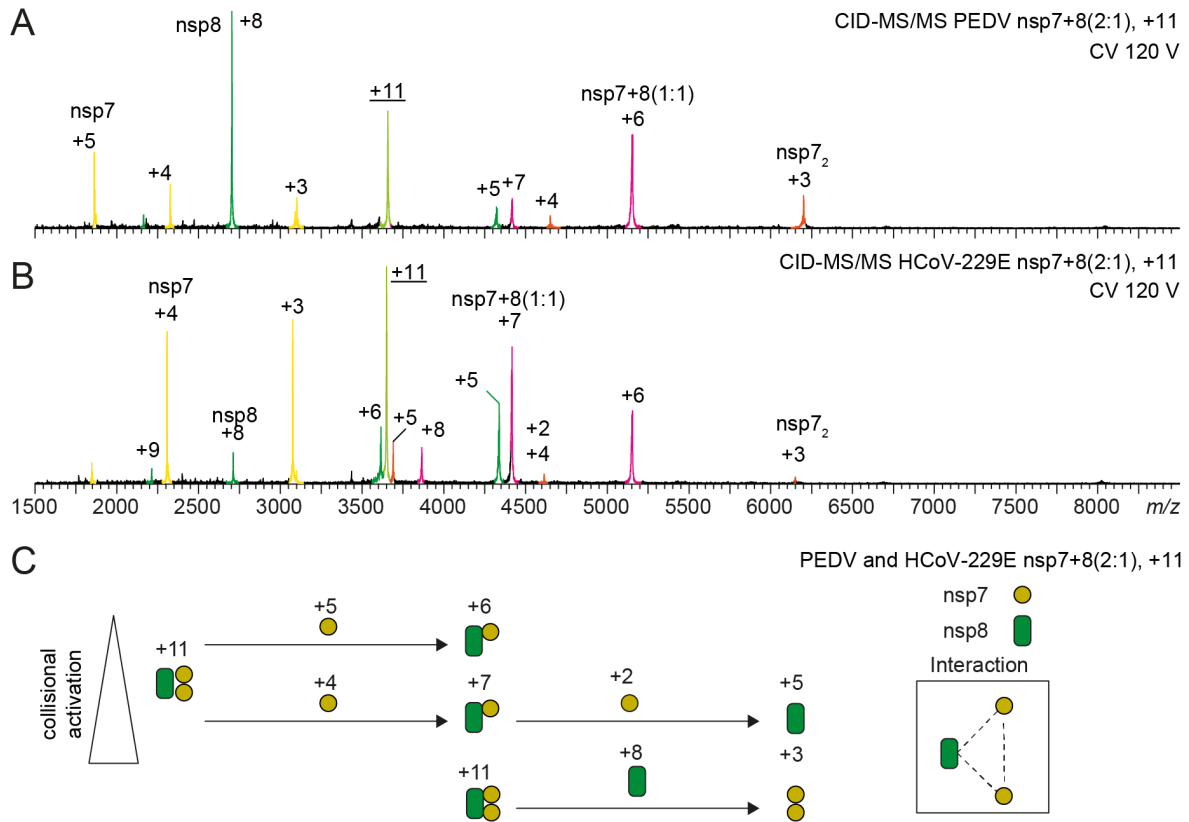 A
CID-MS/MS PEDV nsp7+8(2:1), +11
CV 120 V
nsp8
+8
nsp7
+5
+4
+3
+11
+5
+7
+4
nsp7+8(1:1)
+6
nsp7₂
+3
B
CID-MS/MS HCoV-229E nsp7+8(2:1), +11
CV 120 V
nsp7
+4
+9
nsp8
+8
+3
+6
+11
+5
+8
+5
nsp7+8(1:1)
+7
+2
+4
+6
nsp7₂
+3
1500 2000 2500 3000 3500 4000 4500 5000 5500 6000 6500 7000 7500 8000 m/z
C
PEDV and HCoV-229E nsp7+8(2:1), +11
collisional
activation
+11
+5
+6
+4
+7
+2
+5
+11
+8
+3
nsp7
nsp8
Interaction